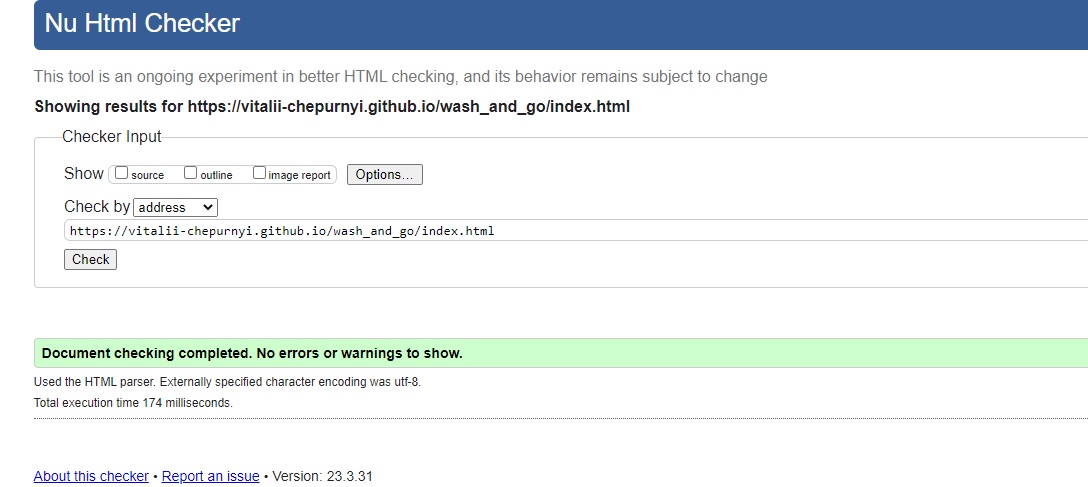 Nu Html Checker
This tool is an ongoing experiment in better HTML checking, and its behavior remains subject to change
Showing results for https://vitalii-chepurnyi.github.io/wash_and_go/index.html
Checker Input
Show source outline image report Options...
Check by address
https://vitalii-chepurnyi.github.io/wash_and_go/index.html
Check
Document checking completed. No errors or warnings to show.
Used the HTML parser. Externally specified character encoding was utf-8.
Total execution time 174 milliseconds.
About this checker • Report an issue • Version: 23.3.31